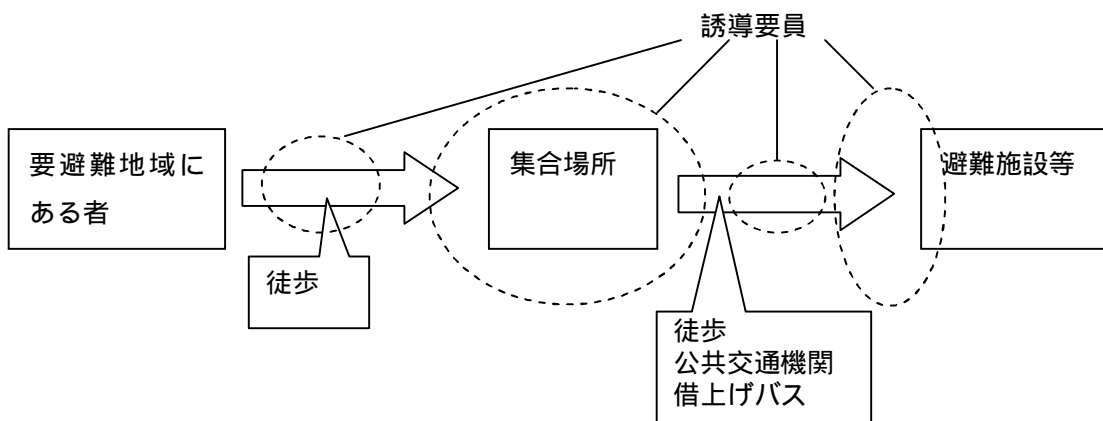 誘導要員
要避難地域に
ある者
集合場所
避難施設等
徒歩
徒歩
公共交通機関
借上げバス